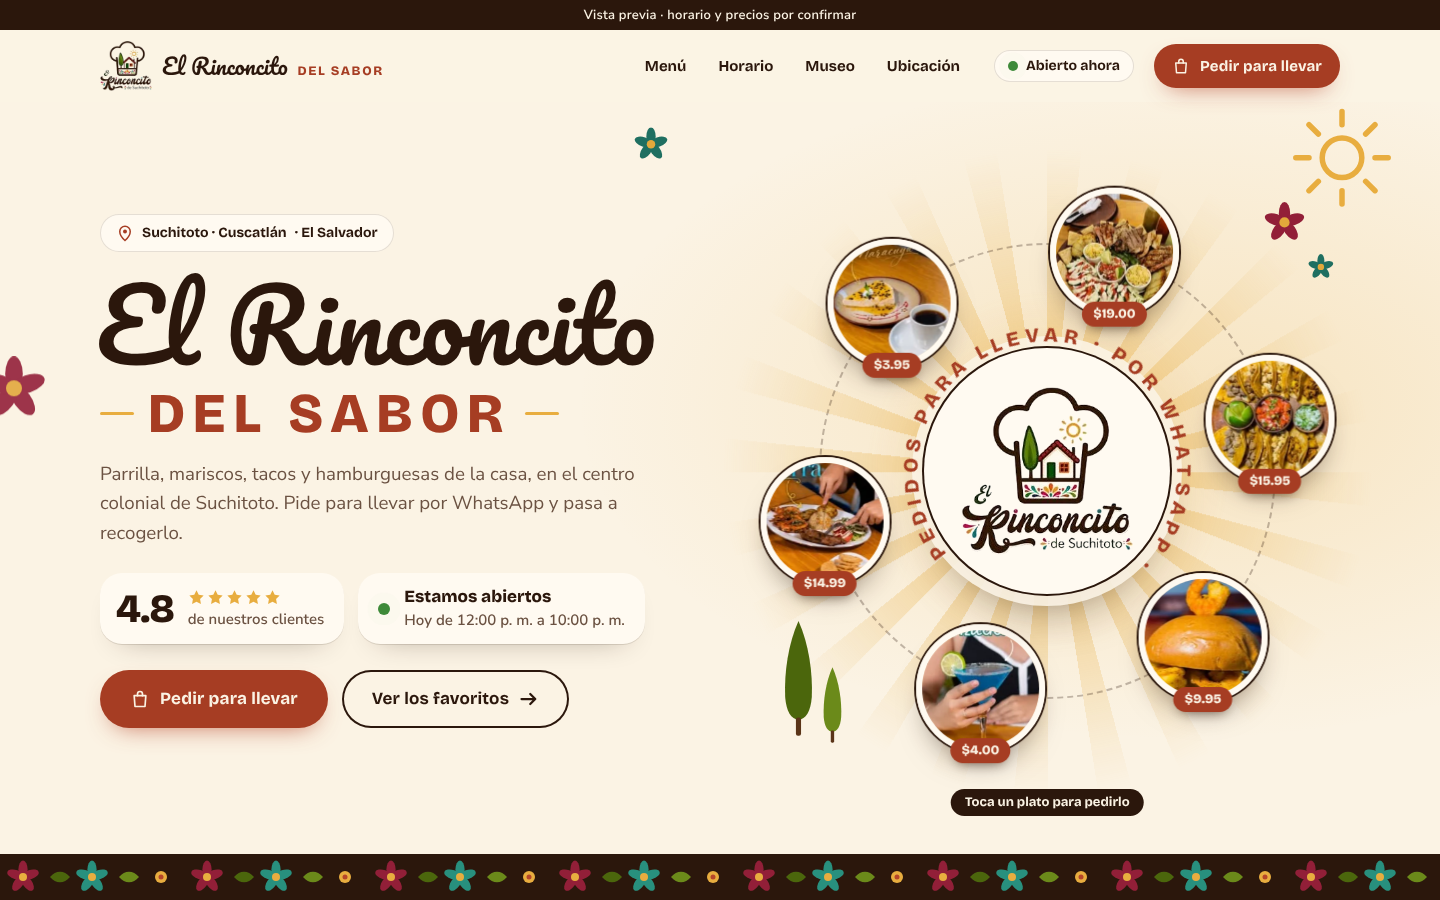 Vista previa · horario y precios por confirmar
El Rinconcito
de Suchitoto
El Rinconcito DEL SABOR
Menú
Horario
Museo
Ubicación
Abierto ahora
Pedir para llevar
Suchitoto · Cuscatlán · El Salvador
El Rinconcito
DEL SABOR
Parrilla, mariscos, tacos y hamburguesas de la casa, en el centro
colonial de Suchitoto. Pide para llevar por WhatsApp y pasa a
recogerlo.
4.8
de nuestros clientes
Estamos abiertos
Hoy de 12:00 p. m. a 10:00 p. m.
Pedir para llevar
Ver los favoritos
PEDIDOS PARA LLEVAR · POR WHATSAPP ·
El
Rinconcito
de Suchitoto
$19.00
$3.95
$15.95
$14.99
$9.95
$4.00
Toca un plato para pedirlo